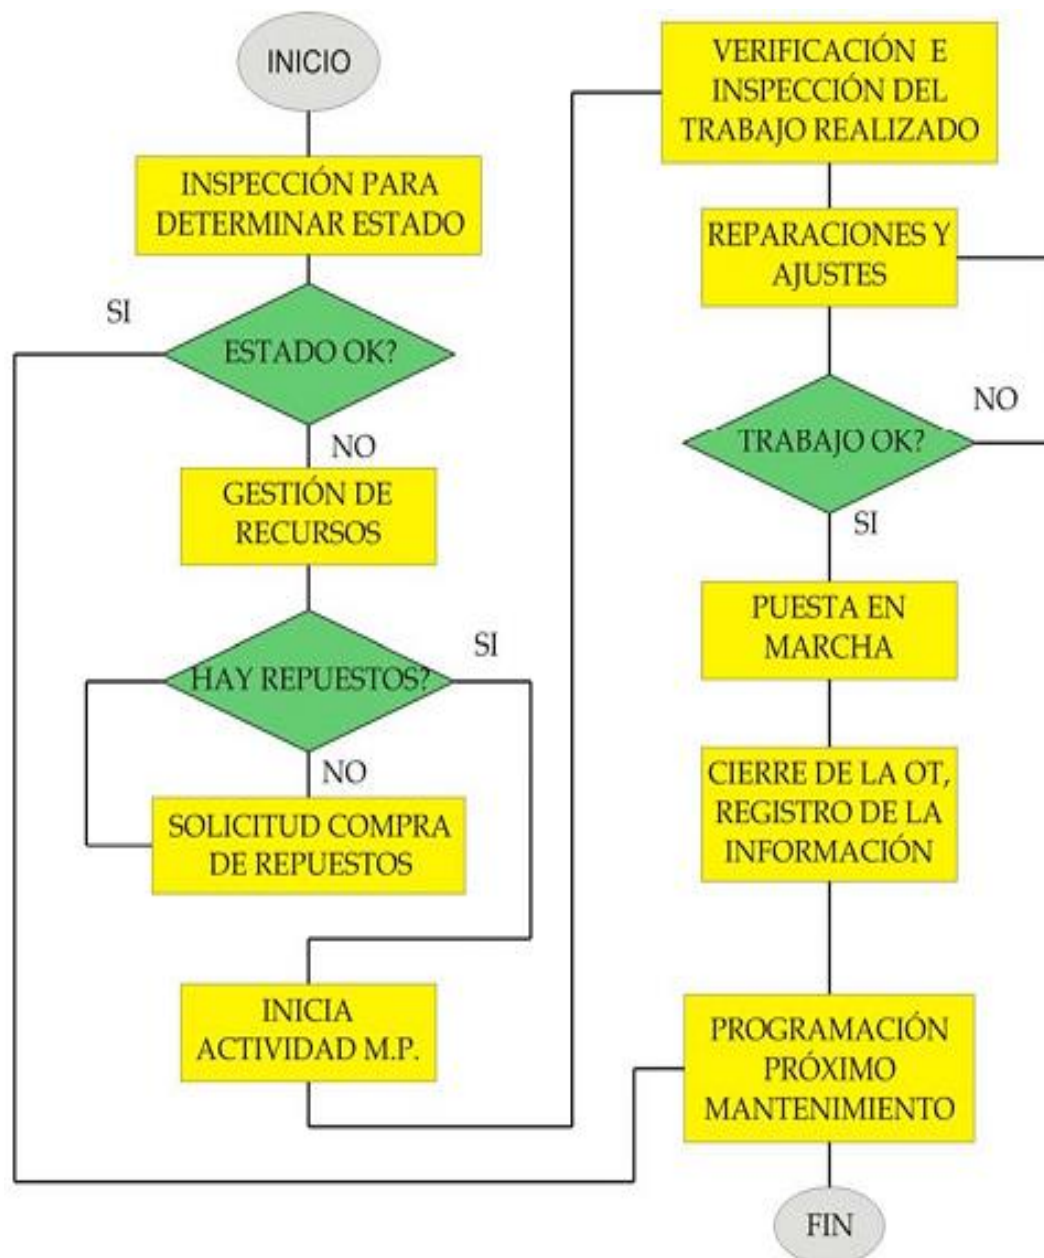 INICIO
INSPECCIÓN PARA
DETERMINAR ESTADO
SI
ESTADO OK?
NO
GESTIÓN DE
RECURSOS
SI
HAY REPUESTOS?
NO
SOLICITUD COMPRA
DE REPUESTOS
INICIA
ACTIVIDAD M.P.
VERIFICACIÓN E
INSPECCIÓN DEL
TRABAJO REALIZADO
REPARACIONES Y
AJUSTES
NO
TRABAJO OK?
SI
PUESTA EN
MARCHA
CIERRE DE LA OT,
REGISTRO DE LA
INFORMACIÓN
PROGRAMACIÓN
PRÓXIMO
MANTENIMIENTO
FIN